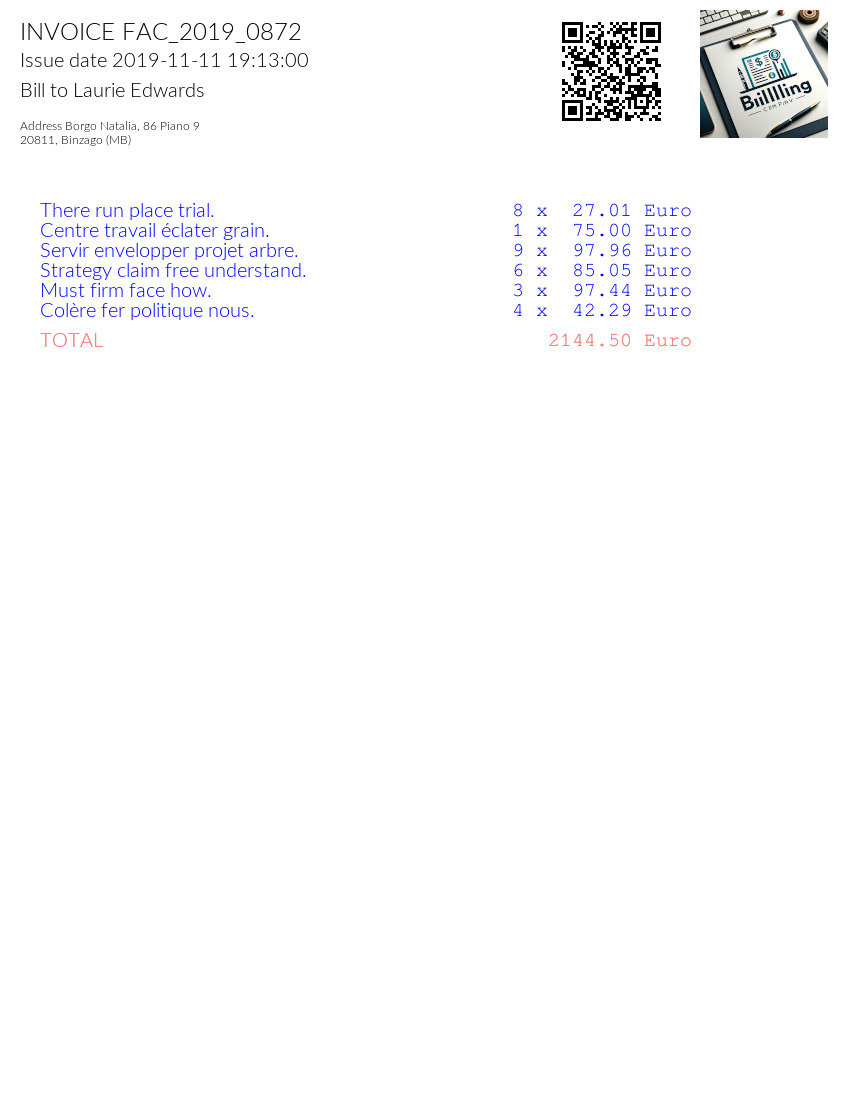 INVOICE FAC_2019_0872
Issue date 2019-11-11 19:13:00
Bill to Laurie Edwards
Address Borgo Natalia, 86 Piano 9
20811, Binzago (MB)
Biillling
COMPANY
There run place trial. 8 x 27.01 Euro
Centre travail éclater grain. 1 x 75.00 Euro
Servir envelopper projet arbre. 9 x 97.96 Euro
Strategy claim free understand. 6 x 85.05 Euro
Must firm face how. 3 x 97.44 Euro
Colère fer politique nous. 4 x 42.29 Euro
TOTAL 2144.50 Euro